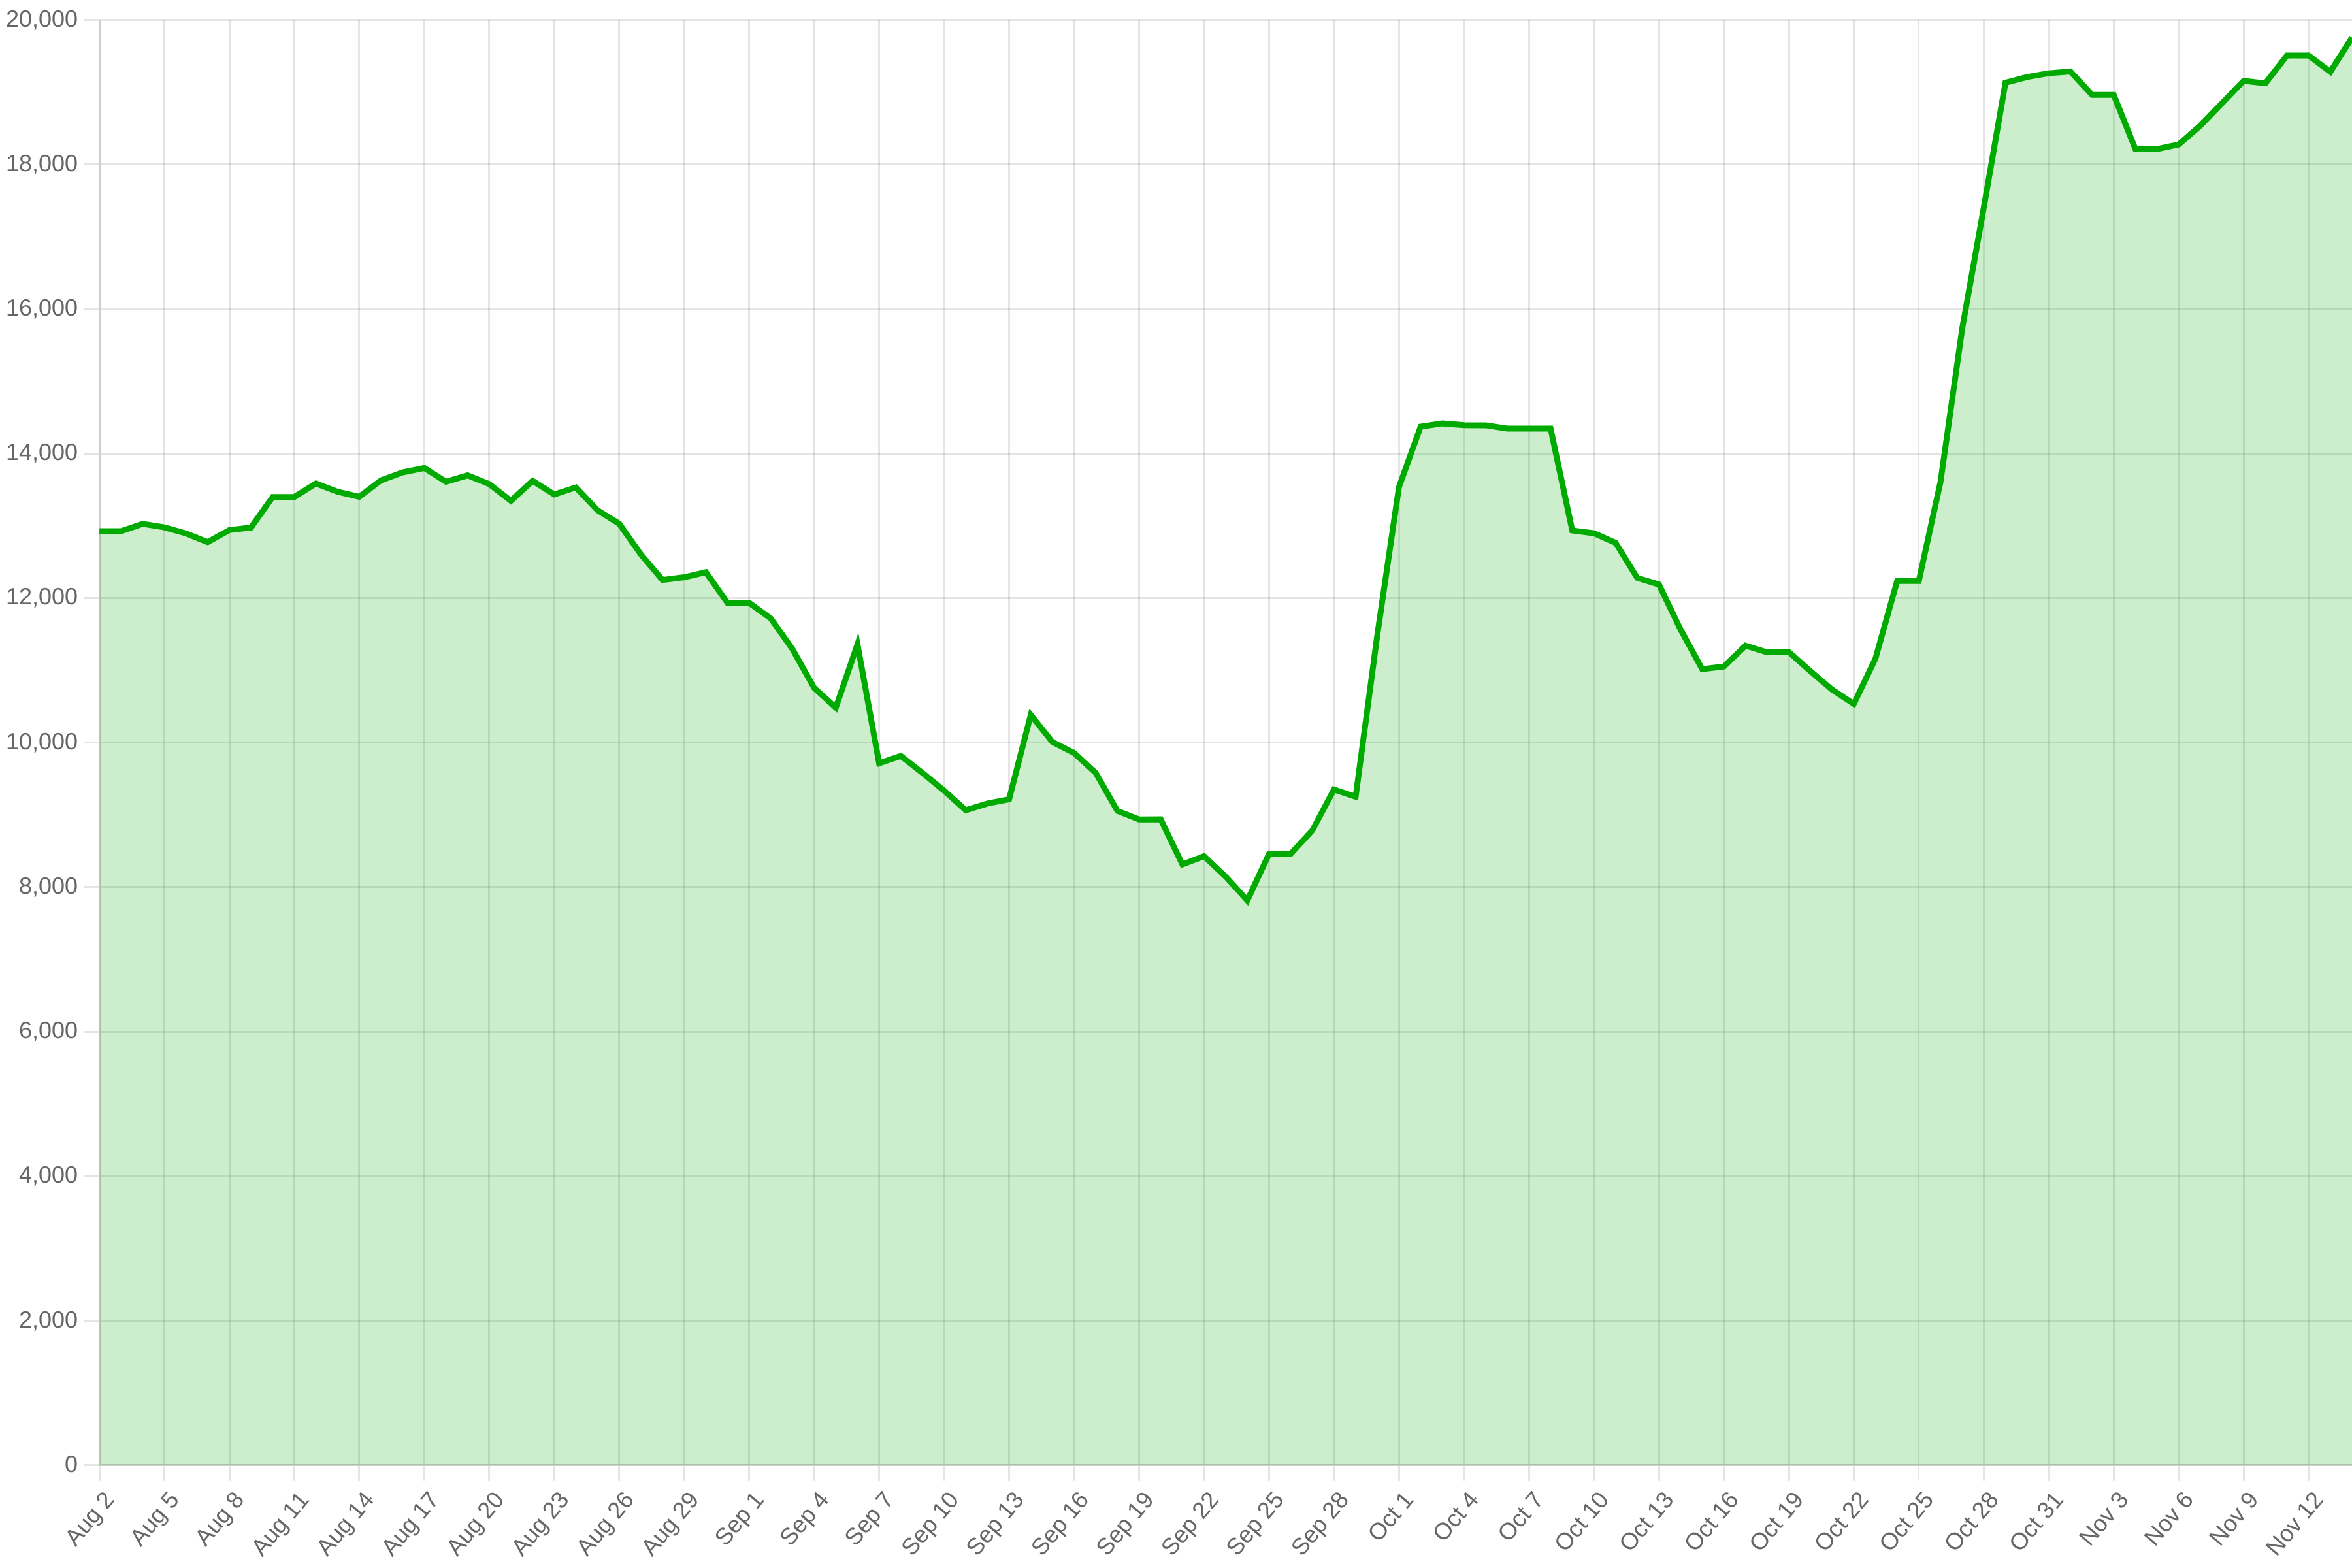 20,000
18,000
16,000
14,000
12,000
10,000
8,000
6,000
4,000
2,000
0
Aug 2
Aug 5
Aug 8
Aug 11
Aug 14
Aug 17
Aug 20
Aug 23
Aug 26
Aug 29
Sep 1
Sep 4
Sep 7
Sep 10
Sep 13
Sep 16
Sep 19
Sep 22
Sep 25
Sep 28
Oct 1
Oct 4
Oct 7
Oct 10
Oct 13
Oct 16
Oct 19
Oct 22
Oct 25
Oct 28
Oct 31
Nov 3
Nov 6
Nov 9
Nov 12